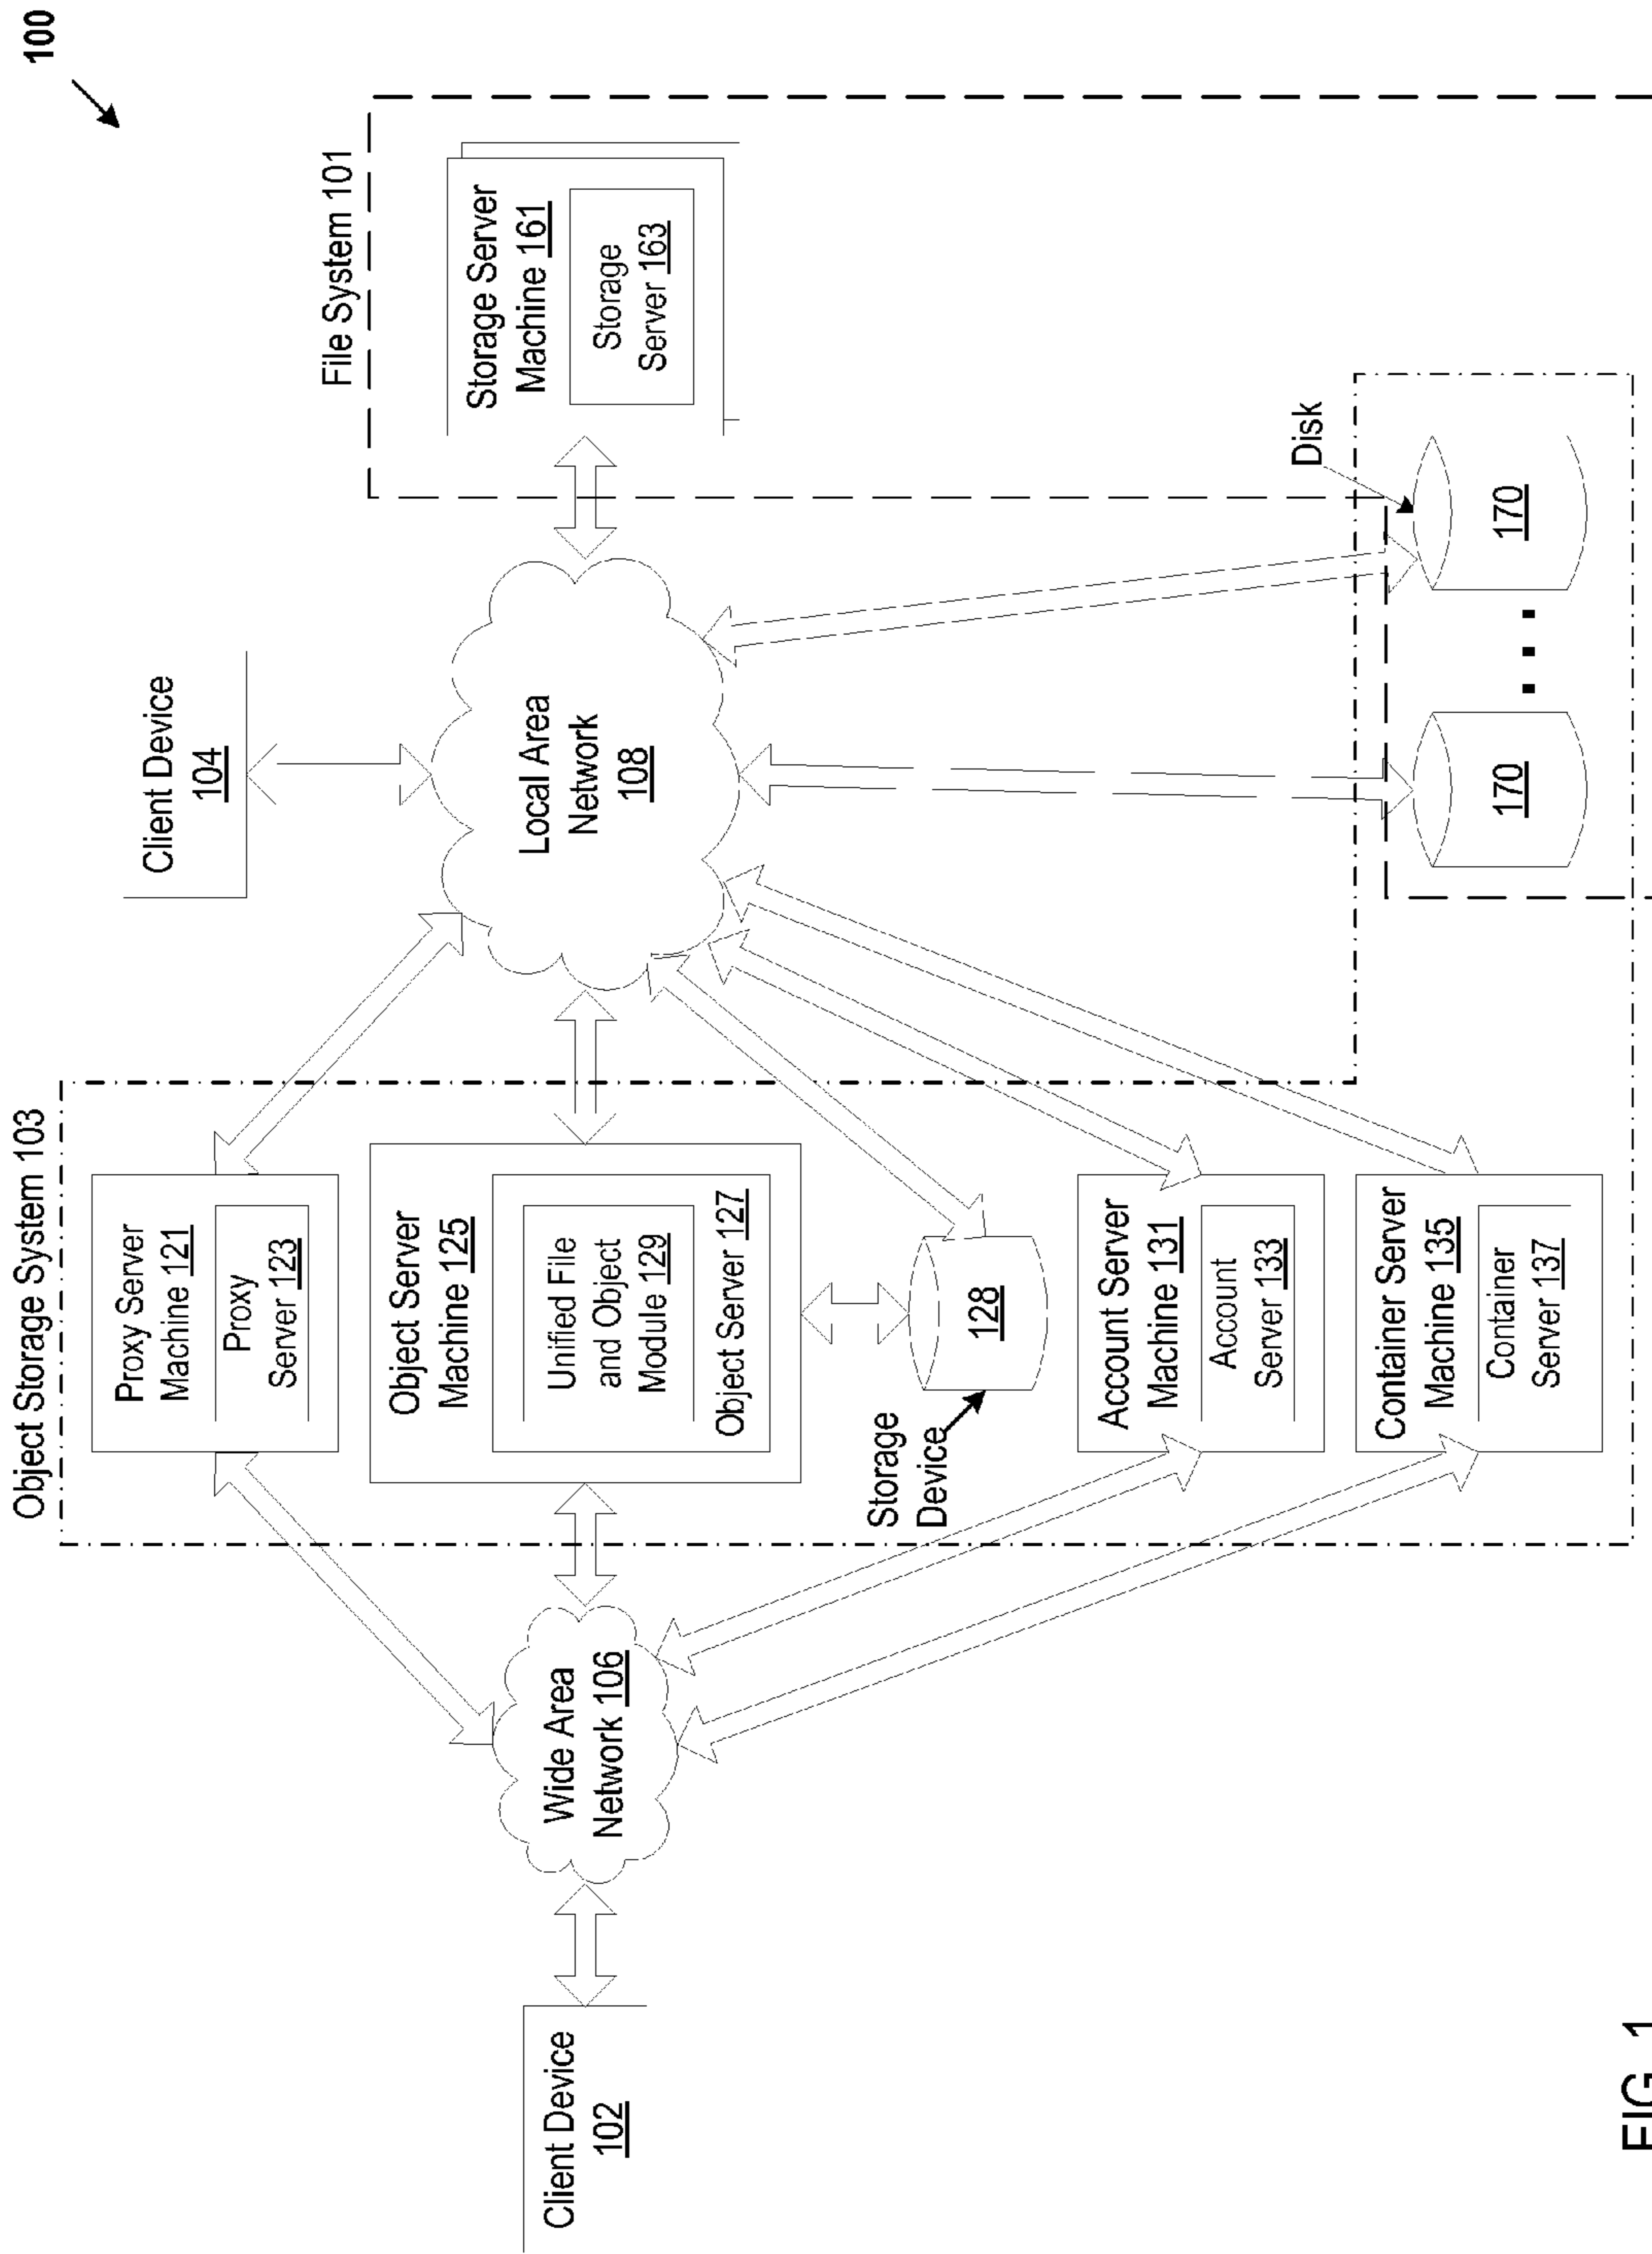 100
Object Storage System 103
File System 101
Client Device
104
Proxy Server
Machine 121
Proxy
Server 123
Storage Server
Machine 161
Storage
Server 163
Object Server
Machine 125
Unified File
and Object
Module 129
Object Server 127
Local Area
Network
108
Client Device
102
Wide Area
Network 106
Storage
Device
128
Disk
Account Server
Machine 131
Account
Server 133
Container Server
Machine 135
Container
Server 137
170
170
FIG. 1